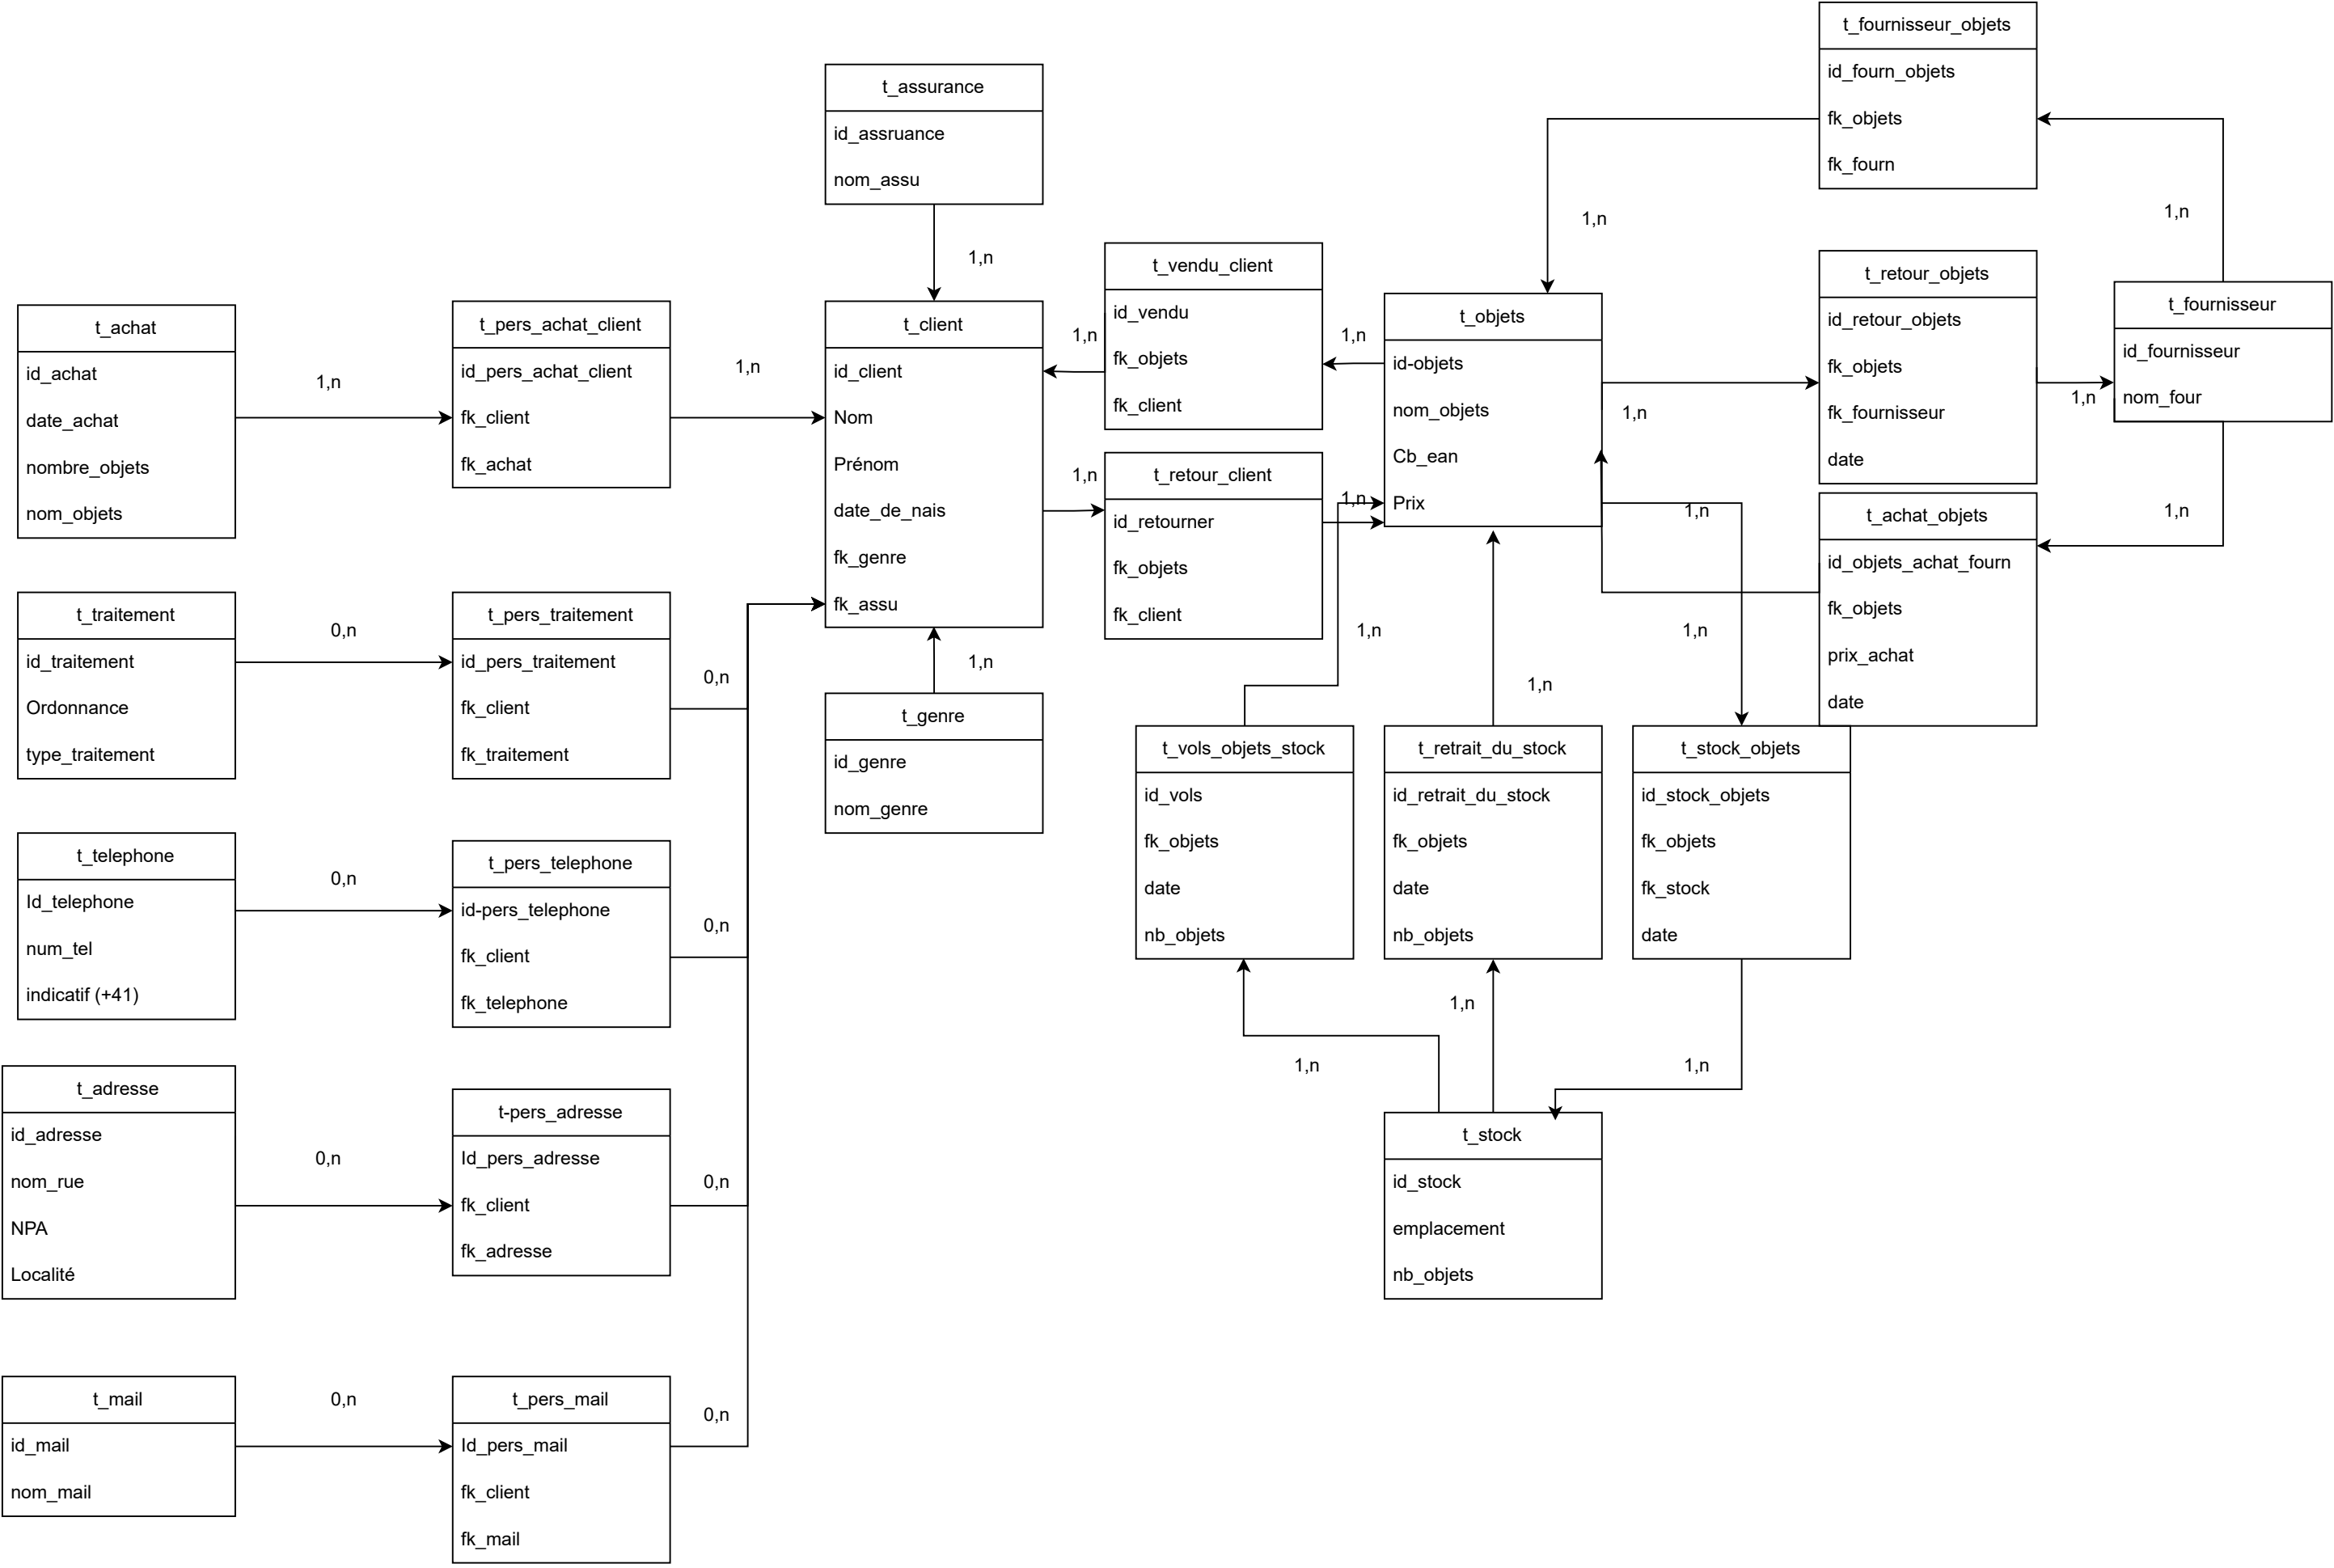 t_fournisseur_objets
id_fourn_objets
fk_objets
fk_fourn
t_assurance
id_assruance
nom_assu
1,n
1,n
1,n
t_achat
id_achat
date_achat
nombre_objets
nom_objets
1,n
t_pers_achat_client
id_pers_achat_client
fk_client
fk_achat
1,n
t_client
id_client
Nom
Prénom
date_de_nais
fk_genre
fk_assu
1,n
t_vendu_client
id_vendu
fk_objets
fk_client
1,n
t_objets
id-objets
nom_objets
Cb_ean
Prix
1,n
t_retour_objets
id_retour_objets
fk_objets
fk_fournisseur
date
1,n
t_fournisseur
id_fournisseur
nom_four
1,n
t_retour_client
id_retourner
fk_objets
fk_client
1,n
1,n
t_achat_objets
id_objets_achat_fourn
fk_objets
prix_achat
date
1,n
t_traitement
id_traitement
Ordonnance
type_traitement
0,n
t_pers_traitement
id_pers_traitement
fk_client
fk_traitement
0,n
1,n
t_genre
id_genre
nom_genre
1,n
1,n
1,n
t_vols_objets_stock
id_vols
fk_objets
date
nb_objets
t_retrait_du_stock
id_retrait_du_stock
fk_objets
date
nb_objets
t_stock_objets
id_stock_objets
fk_objets
fk_stock
date
t_telephone
Id_telephone
num_tel
indicatif (+41)
0,n
t_pers_telephone
id-pers_telephone
fk_client
fk_telephone
0,n
1,n
1,n
1,n
t_adresse
id_adresse
nom_rue
NPA
Localité
0,n
t-pers_adresse
Id_pers_adresse
fk_client
fk_adresse
0,n
t_stock
id_stock
emplacement
nb_objets
t_mail
id_mail
nom_mail
0,n
t_pers_mail
Id_pers_mail
fk_client
fk_mail
0,n